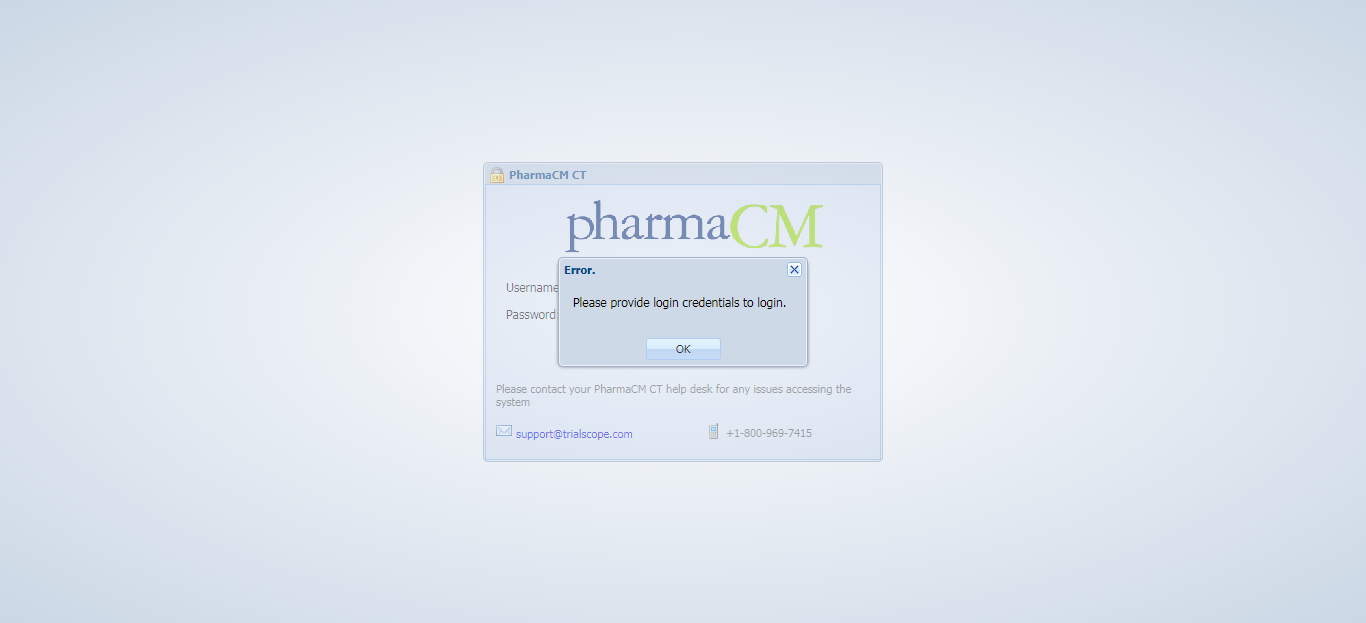 PharmaCM CT
pharmaCM
Error.
Username
Please provide login credentials to login.
Password:
OK
Please contact your PharmaCM CT help desk for any issues accessing the
system
support@trialscope.com
+1-800-969-7415